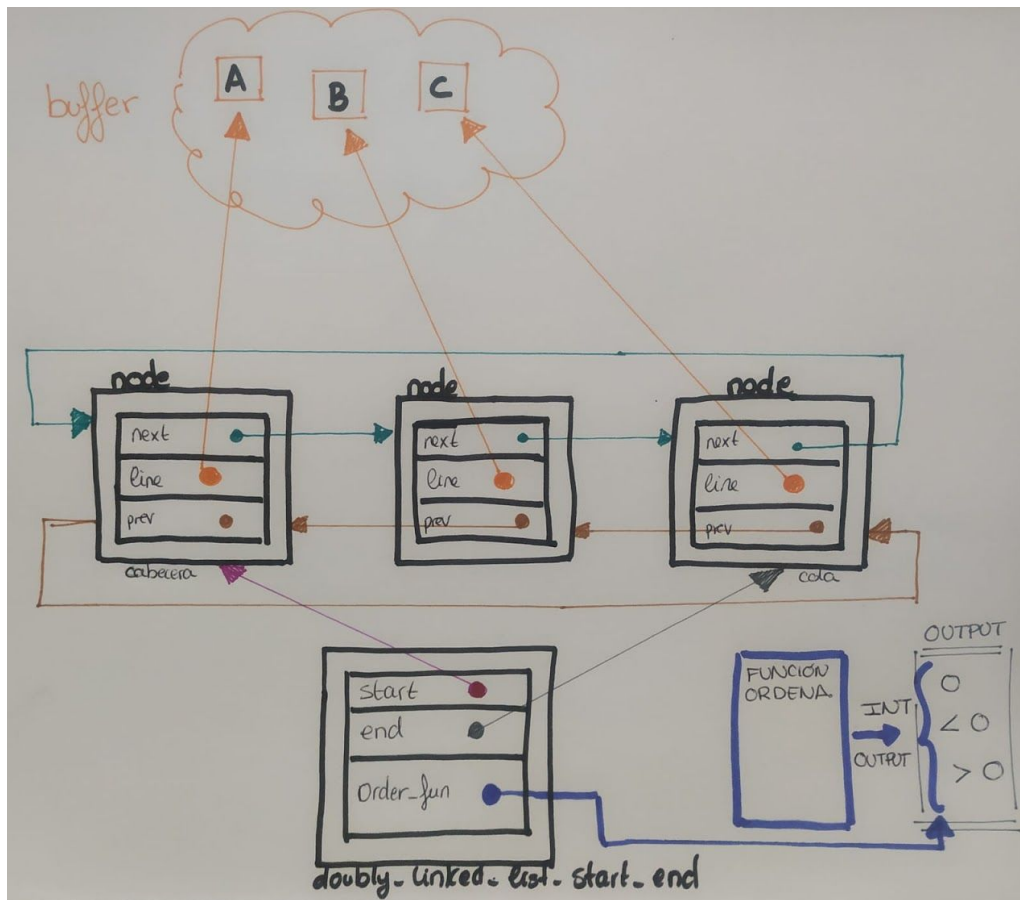 buffer
A
B
C
node
next
line
prev
cabecera
node
next
line
prev
node
next
line
prev
cola
start
end
Order_fun
doubly_linked_list_start_end
FUNCIÓN
ORDENA.
INT
OUTPUT
OUTPUT
0
< 0
> 0